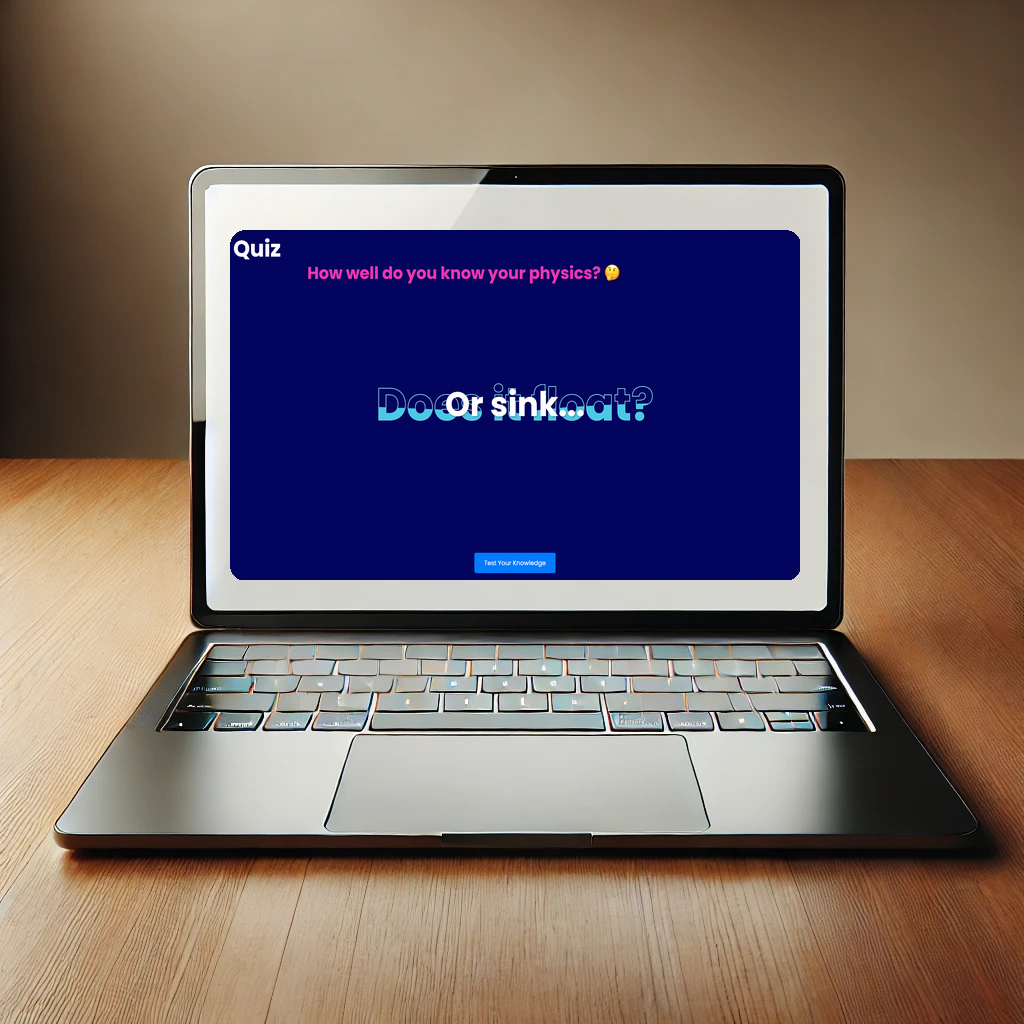 Quiz
How well do you know your physics? 🤔
Does it float?
Or sink...
Test Your Knowledge